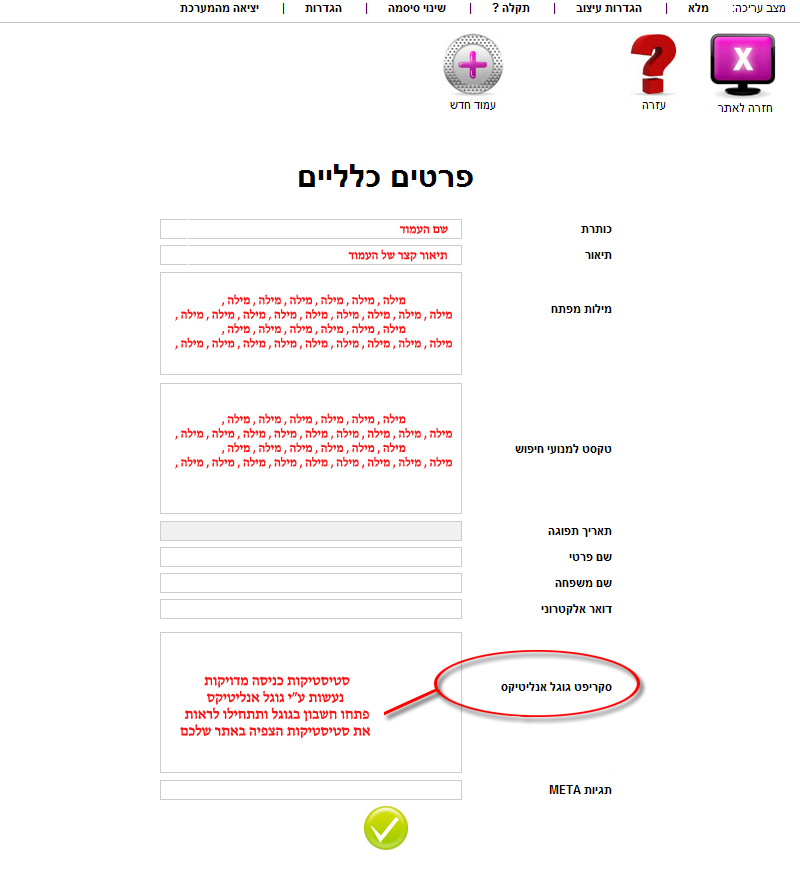 מצב עריכה: מלא | הגדרות עיצוב | תקלה ? | שינוי סיסמה | הגדרות | יציאה מהמערכת
X
חזרה לאתר
עזרה
עמוד חדש
פרטים כלליים
כותרת שם העמוד
תיאור תיאור קצר של העמוד
מילות מפתח
מילה , מילה , מילה , מילה , מילה , מילה ,
מילה , מילה , מילה , מילה , מילה , מילה , מילה , מילה , מילה ,
מילה , מילה , מילה , מילה , מילה , מילה ,
מילה , מילה , מילה , מילה , מילה , מילה , מילה , מילה , מילה ,
טקסט למנועי חיפוש
מילה , מילה , מילה , מילה , מילה , מילה ,
מילה , מילה , מילה , מילה , מילה , מילה , מילה , מילה , מילה ,
מילה , מילה , מילה , מילה , מילה , מילה ,
מילה , מילה , מילה , מילה , מילה , מילה , מילה , מילה , מילה ,
תאריך תפוגה
שם פרטי
שם משפחה
דואר אלקטרוני
סקריפט גוגל אנליטיקס
סטיסטיקות כניסה מדויקות
נעשות ע"י גוגל אנליטיקס
פתחו חשבון בגוגל ותתחילו לראות
את סטיסטיקות הצפיה באתר שלכם
תגיות META